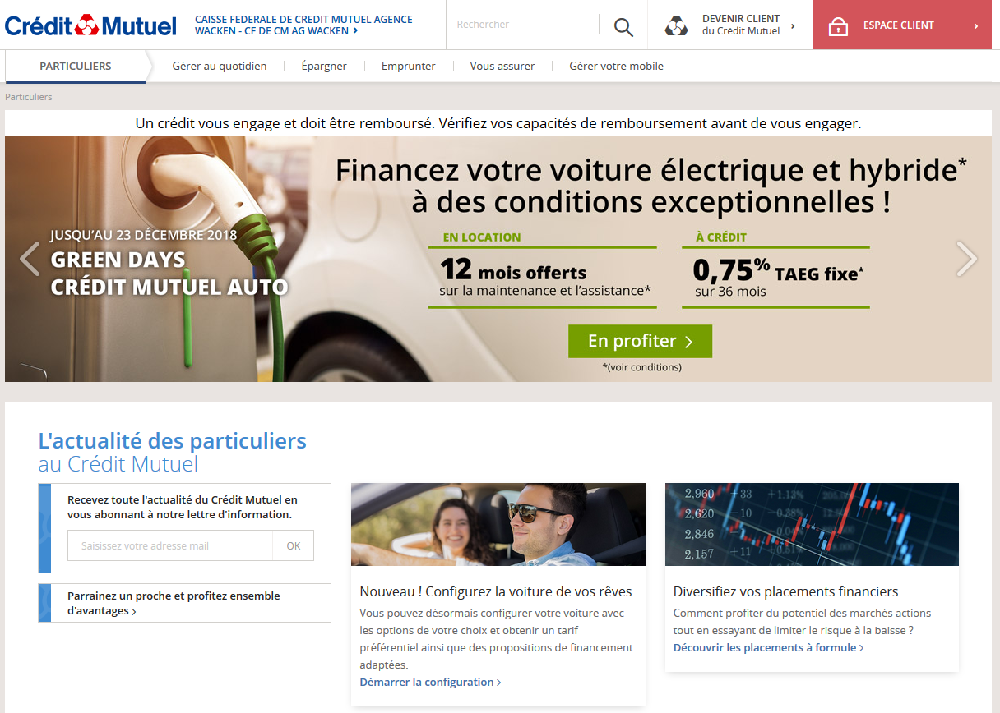 Crédit Mutuel
CAISSE FEDERALE DE CREDIT MUTUEL AGENCE
WACKEN - CF DE CM AG WACKEN
Rechercher
DEVENIR CLIENT
du Crédit Mutuel
ESPACE CLIENT
PARTICULIERS
Gérer au quotidien
Épargner
Emprunter
Vous assurer
Gérer votre mobile
Particuliers
Un crédit vous engage et doit être remboursé. Vérifiez vos capacités de remboursement avant de vous engager.
JUSQU'AU 23 DÉCEMBRE 2018
GREEN DAYS
CRÉDIT MUTUEL AUTO
Financez votre voiture électrique et hybride*
à des conditions exceptionnelles !
EN LOCATION
12 mois offerts
sur la maintenance et l'assistance*
À CRÉDIT
0,75% TAEG fixe*
sur 36 mois
En profiter
*(voir conditions)
L'actualité des particuliers
au Crédit Mutuel
Recevez toute l'actualité du Crédit Mutuel en
vous abonnant à notre lettre d'information.
Saisissez votre adresse mail
OK
Parrainez un proche et profitez ensemble
d'avantages
Nouveau ! Configurez la voiture de vos rêves
Vous pouvez désormais configurer votre voiture avec
les options de votre choix et obtenir un tarif
préférentiel ainsi que des propositions de financement
adaptées.
Démarrer la configuration
2,960 +33 +1.13%
2,620 -10 -0.38%
2,846
2,157 +11
Diversifiez vos placements financiers
Comment profiter du potentiel des marchés actions
tout en essayant de limiter le risque à la baisse ?
Découvrir les placements à formule